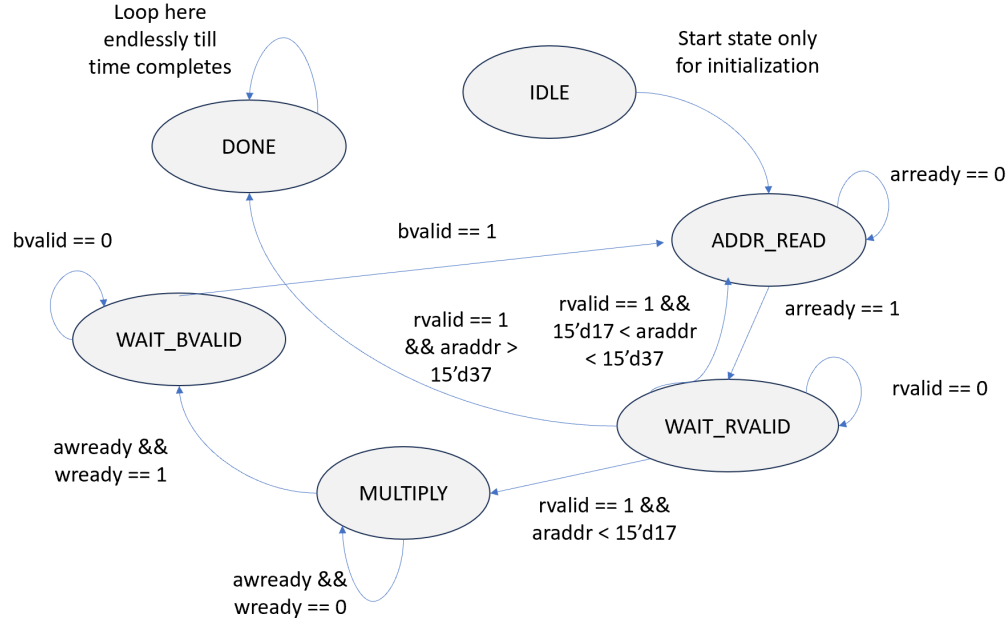 Loop here
endlessly till
time completes
Start state only
for initialization
IDLE
DONE
arready == 0
ADDR_READ
bvalid == 1
bvalid == 0
rvalid == 1 &&
15’d17 < araddr
< 15’d37
arready == 1
rvalid == 1
&& araddr >
15’d37
WAIT_BVALID
rvalid == 0
WAIT_RVALID
awready &&
wready == 1
MULTIPLY
rvalid == 1 &&
araddr < 15’d17
awready &&
wready == 0